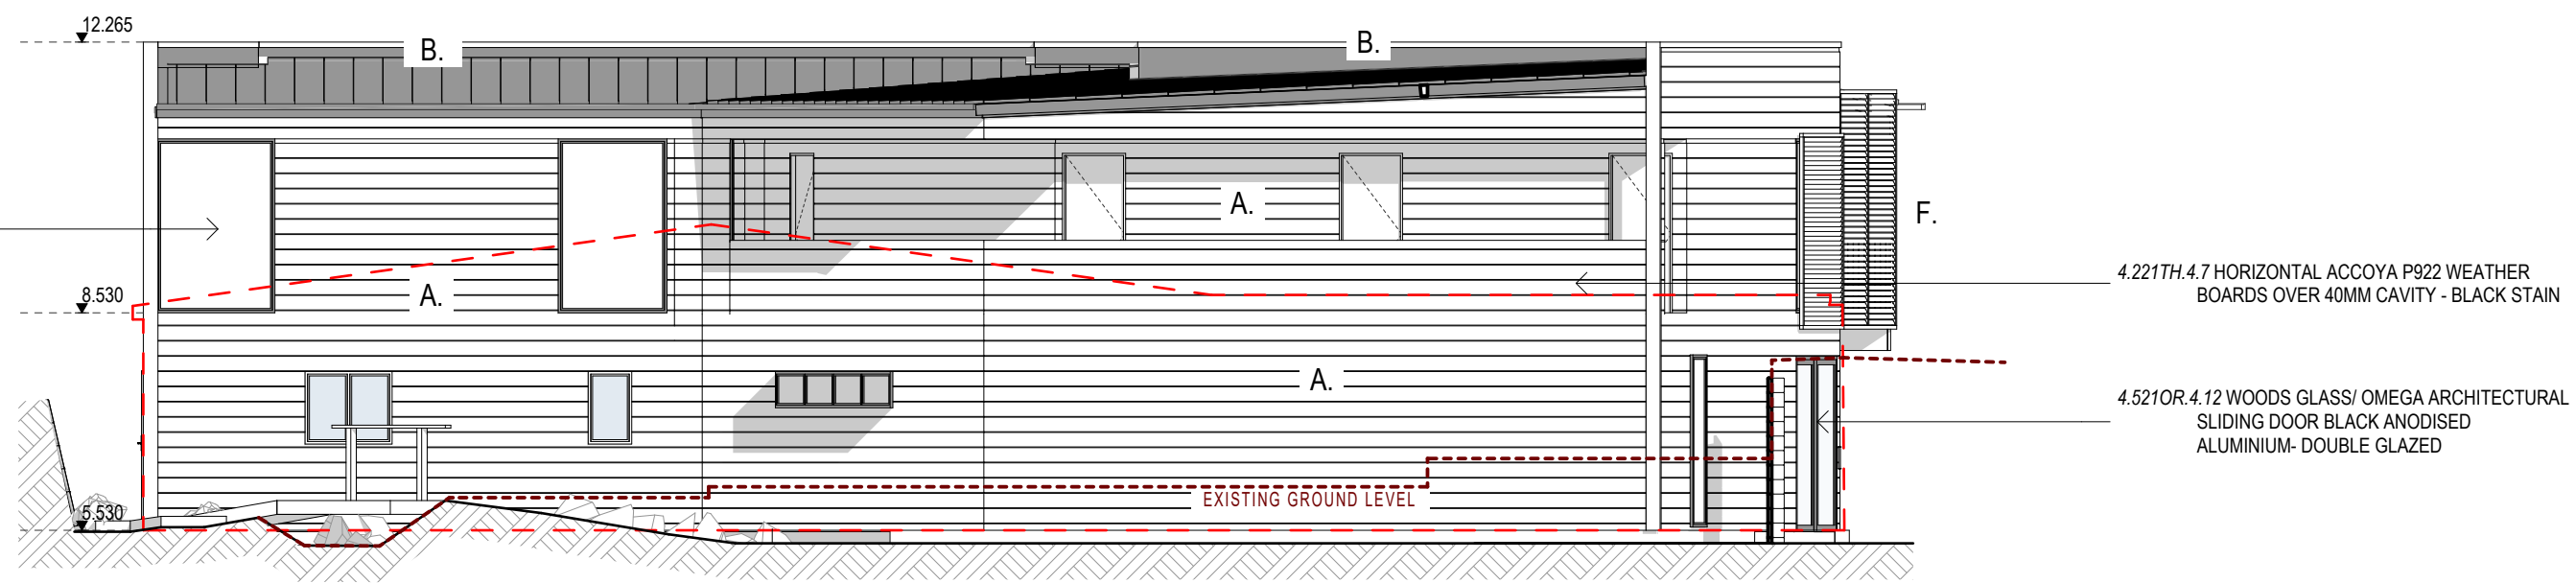 12.265
B.
B.
A.
F.
4.221TH.4.7 HORIZONTAL ACCOYA P922 WEATHER
BOARDS OVER 40MM CAVITY - BLACK STAIN
8.530
A.
A.
4.521OR.4.12 WOODS GLASS/ OMEGA ARCHITECTURAL
SLIDING DOOR BLACK ANODISED
ALUMINIUM- DOUBLE GLAZED
EXISTING GROUND LEVEL
5.530